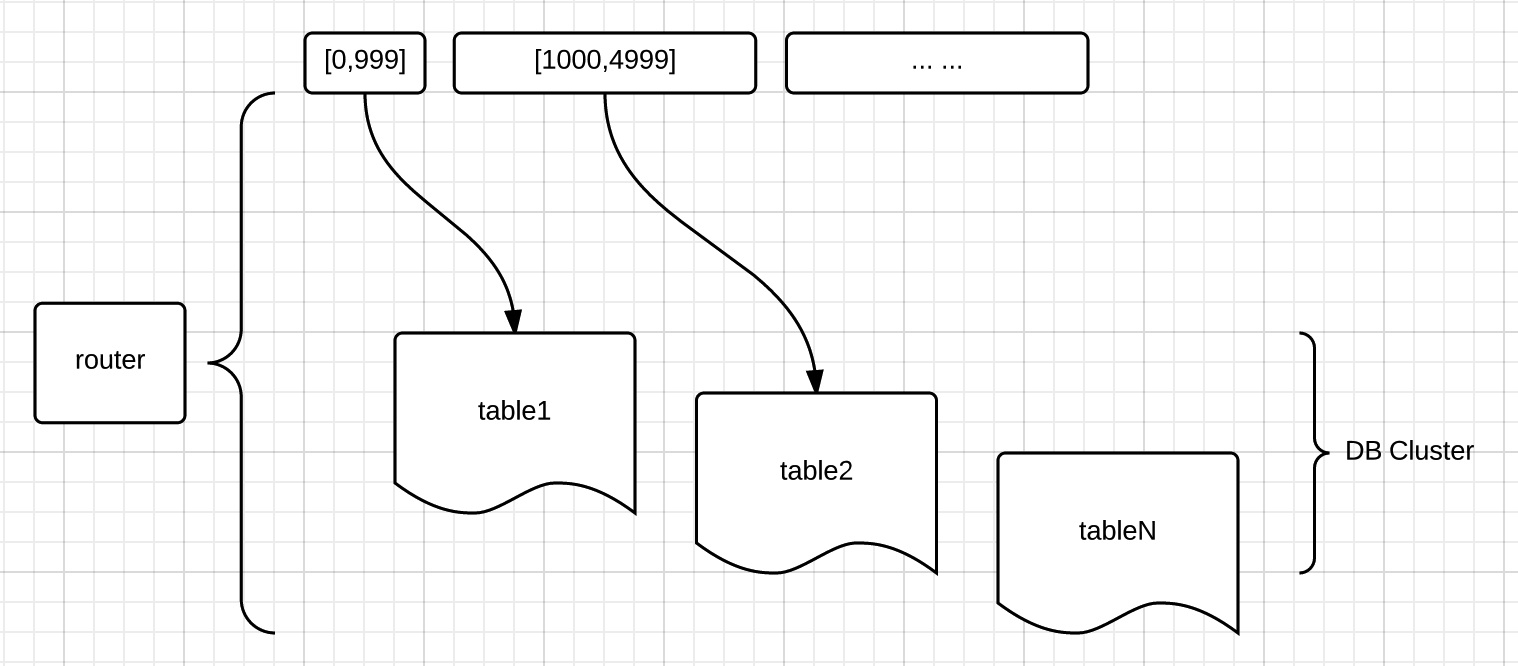 [0,999]
[1000,4999]
... ...
router
table1
table2
DB Cluster
tableN